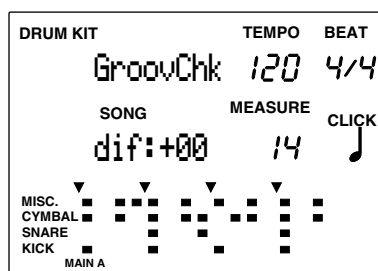 DRUM KIT TEMPO BEAT
GroovChk 120 4/4
SONG MEASURE CLICK
dif:+00 14
MISC.
CYMBAL
SNARE
KICK
MAIN A